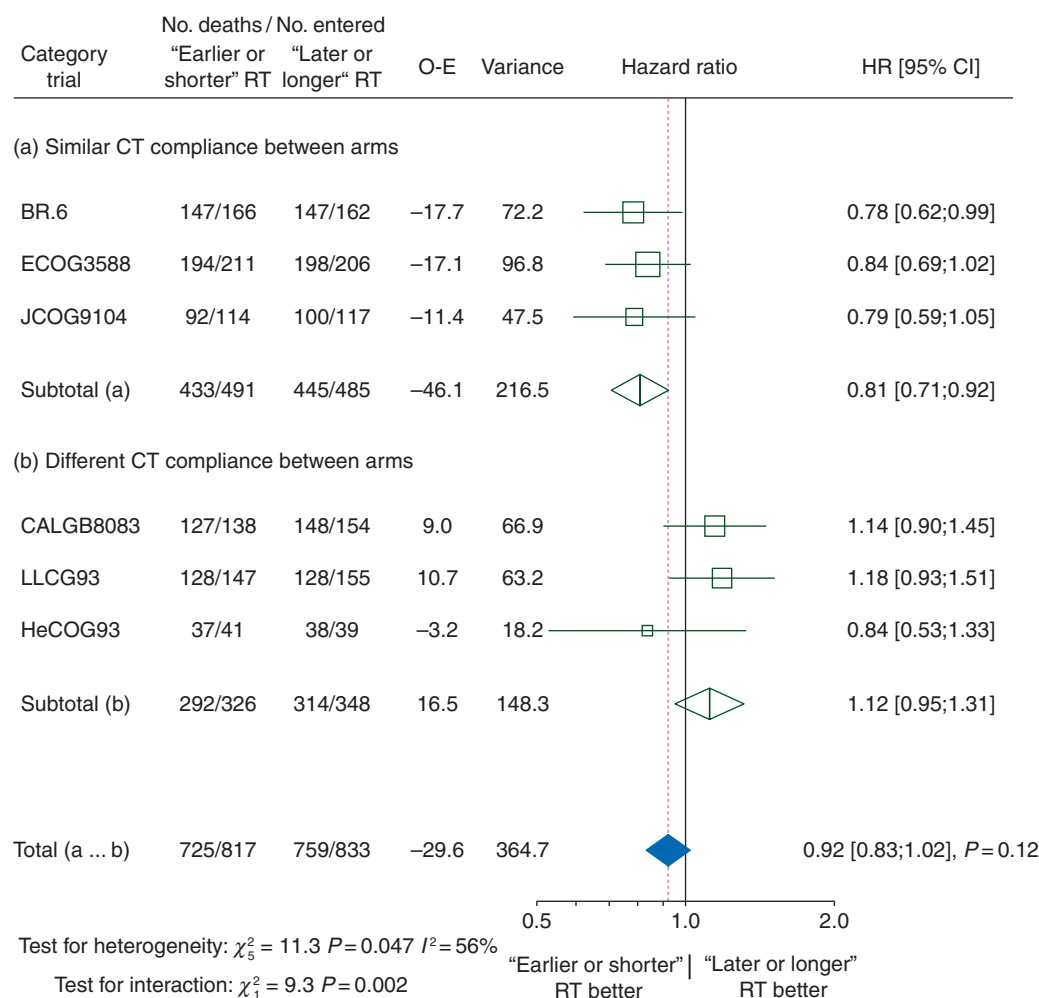 No. deaths / No. entered
Category trial “Earlier or shorter” RT “Later or longer“ RT O-E Variance Hazard ratio HR [95% CI]
(a) Similar CT compliance between arms
BR.6 147/166 147/162 –17.7 72.2 0.78 [0.62;0.99]
ECOG3588 194/211 198/206 –17.1 96.8 0.84 [0.69;1.02]
JCOG9104 92/114 100/117 –11.4 47.5 0.79 [0.59;1.05]
Subtotal (a) 433/491 445/485 –46.1 216.5 0.81 [0.71;0.92]
(b) Different CT compliance between arms
CALGB8083 127/138 148/154 9.0 66.9 1.14 [0.90;1.45]
LLCG93 128/147 128/155 10.7 63.2 1.18 [0.93;1.51]
HeCOG93 37/41 38/39 –3.2 18.2 0.84 [0.53;1.33]
Subtotal (b) 292/326 314/348 16.5 148.3 1.12 [0.95;1.31]
Total (a ... b) 725/817 759/833 –29.6 364.7 0.92 [0.83;1.02], P = 0.12
0.5 1.0 2.0
Test for heterogeneity: χ²₅ = 11.3 P = 0.047 I² = 56%
Test for interaction: χ²₁ = 9.3 P = 0.002
“Earlier or shorter” | “Later or longer”
RT better RT better